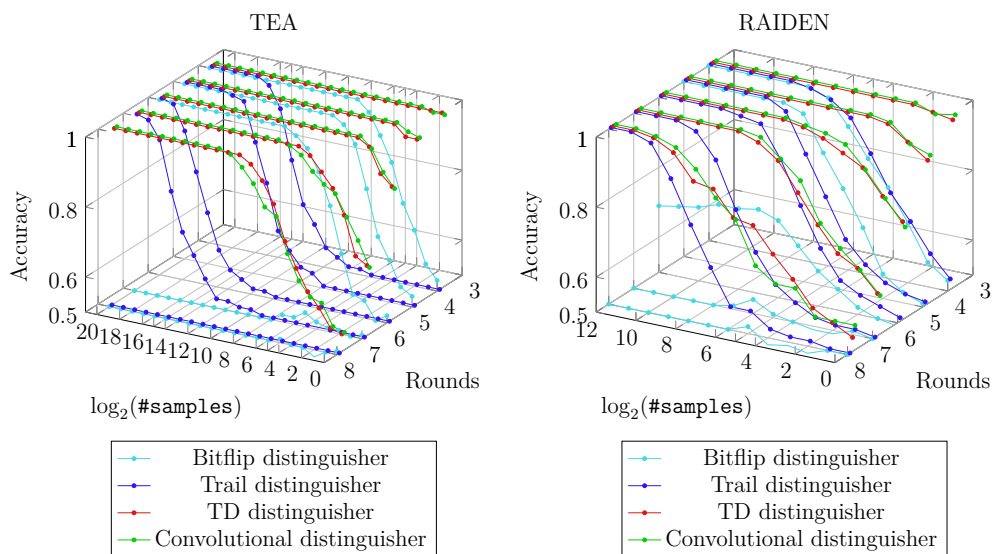 TEA
RAIDEN
Accuracy
1
0.8
0.6
0.5
20 18 16 14 12 10 8 6 4 2 0
log₂(#samples)
3
4
5
6
7
8
Rounds
Accuracy
1
0.8
0.6
0.5
12 10 8 6 4 2 0
log₂(#samples)
3
4
5
6
7
8
Rounds
Bitflip distinguisher
Trail distinguisher
TD distinguisher
Convolutional distinguisher
Bitflip distinguisher
Trail distinguisher
TD distinguisher
Convolutional distinguisher